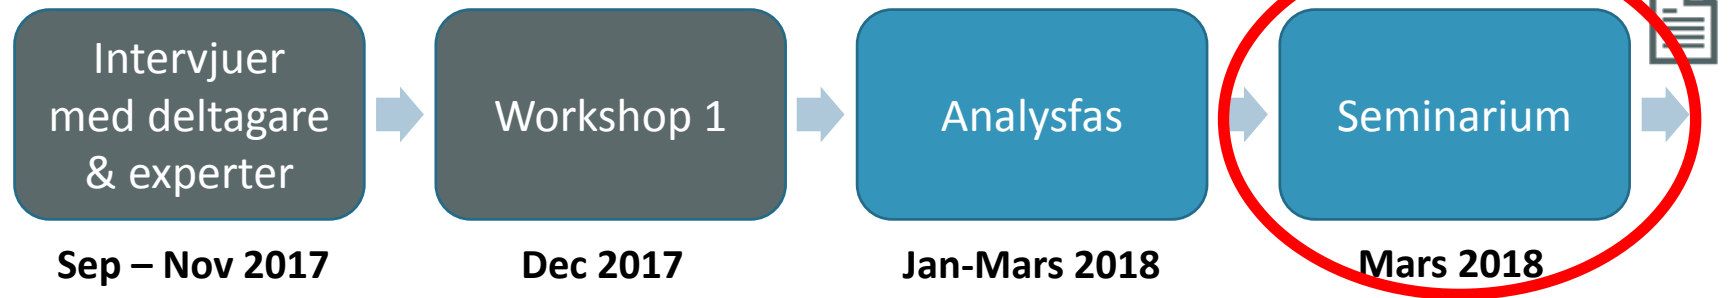 Intervjuer
med deltagare
& experter
Workshop 1
Analysfas
Seminarium
Sep – Nov 2017
Dec 2017
Jan-Mars 2018
Mars 2018